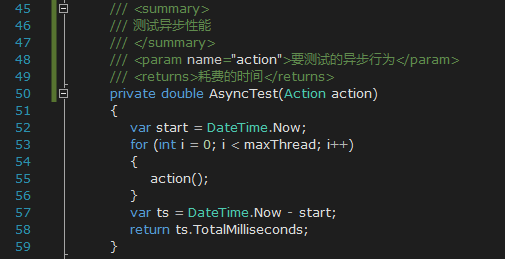 45 /// <summary>
46 /// 测试异步性能
47 /// </summary>
48 /// <param name="action">要测试的异步行为</param>
49 /// <returns>耗费的时间</returns>
50 private double AsyncTest(Action action)
51 {
52 var start = DateTime.Now;
53 for (int i = 0; i < maxThread; i++)
54 {
55 action();
56 }
57 var ts = DateTime.Now - start;
58 return ts.TotalMilliseconds;
59 }